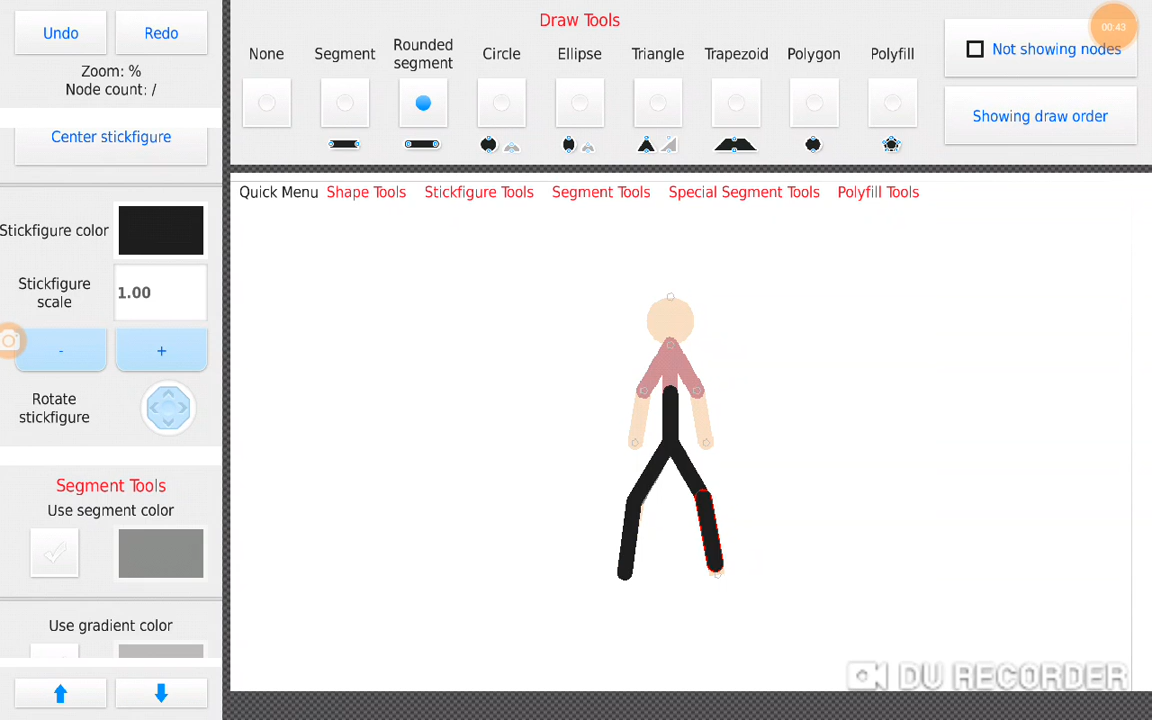 Undo
Redo
Zoom: %
Node count: /
Center stickfigure
Stickfigure color
Stickfigure
scale
1.00
-
+
Rotate
stickfigure
Segment Tools
Use segment color
Use gradient color
Draw Tools
None
Segment
Rounded
segment
Circle
Ellipse
Triangle
Trapezoid
Polygon
Polyfill
Not showing nodes
00:43
Showing draw order
Quick Menu Shape Tools Stickfigure Tools Segment Tools Special Segment Tools Polyfill Tools
DU RECORDER